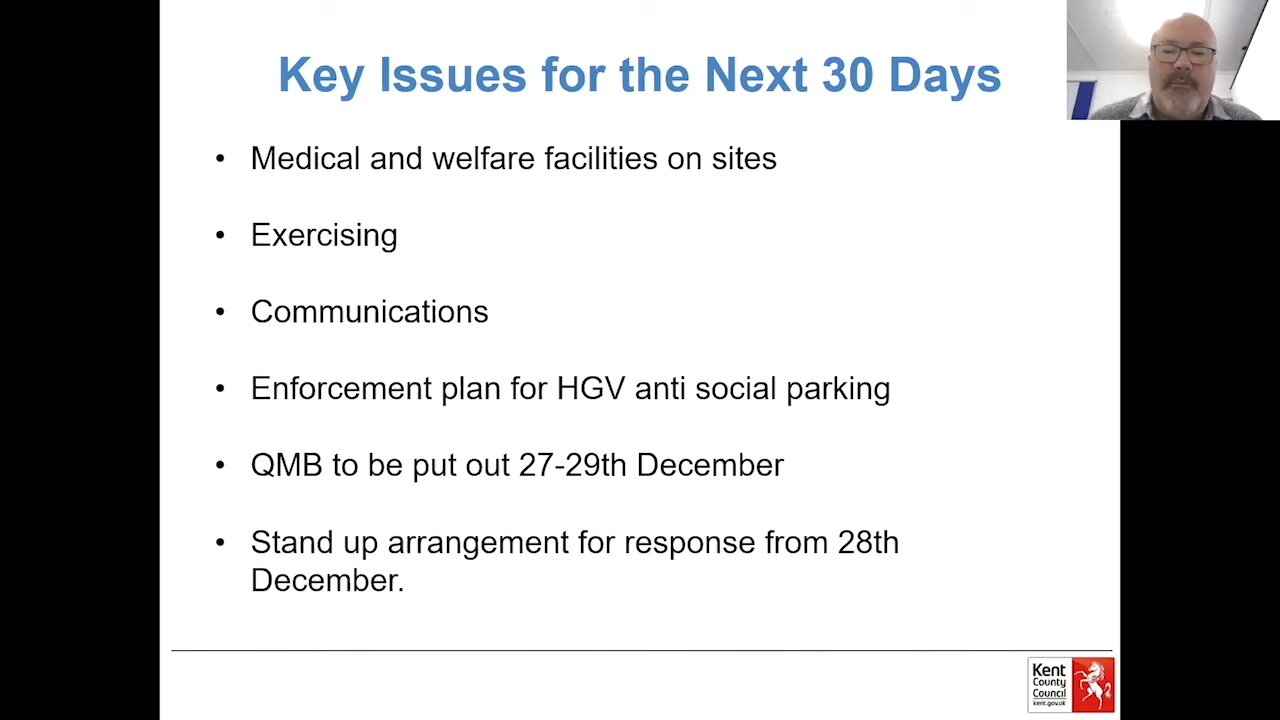 Key Issues for the Next 30 Days
• Medical and welfare facilities on sites
• Exercising
• Communications
• Enforcement plan for HGV anti social parking
• QMB to be put out 27-29th December
• Stand up arrangement for response from 28th
December.
Kent
County
Council
kent.gov.uk